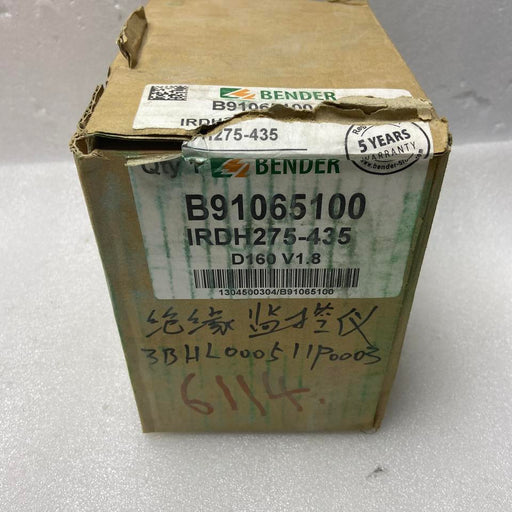 BENDER
B91065100
IRDH275-435
5 YEARS
WARRANTY
Qty
BENDER
B91065100
IRDH275-435
D160 V1.8
1304500304/B91065100
绝缘监控仪
3BHL000511P0003
6114.